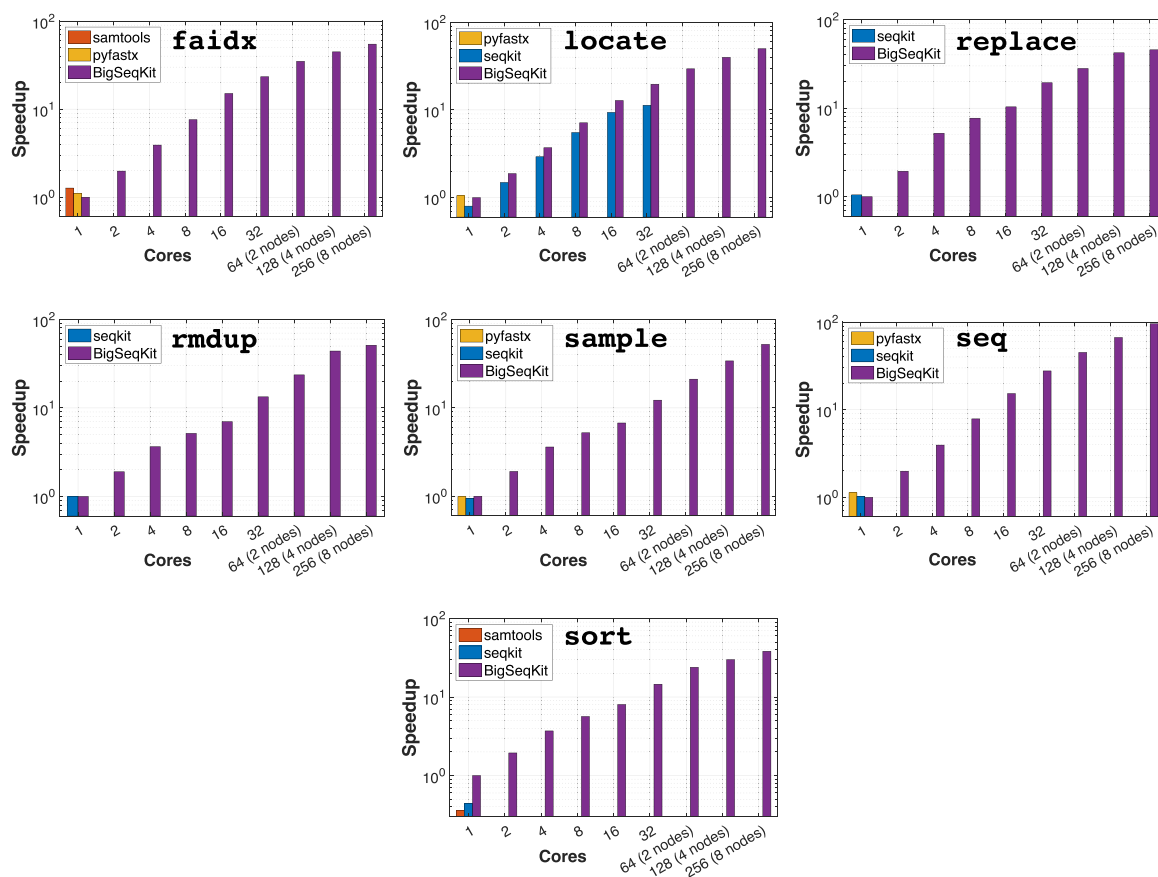 faidx
samtools
pyfastx
BigSeqKit
Speedup
10^2
10^1
10^0
1
2
4
8
16
32
64 (2 nodes)
128 (4 nodes)
256 (8 nodes)
Cores
locate
pyfastx
seqkit
BigSeqKit
Speedup
10^2
10^1
10^0
1
2
4
8
16
32
64 (2 nodes)
128 (4 nodes)
256 (8 nodes)
Cores
replace
seqkit
BigSeqKit
Speedup
10^2
10^1
10^0
1
2
4
8
16
32
64 (2 nodes)
128 (4 nodes)
256 (8 nodes)
Cores
rmdup
seqkit
BigSeqKit
Speedup
10^2
10^1
10^0
1
2
4
8
16
32
64 (2 nodes)
128 (4 nodes)
256 (8 nodes)
Cores
sample
pyfastx
seqkit
BigSeqKit
Speedup
10^2
10^1
10^0
1
2
4
8
16
32
64 (2 nodes)
128 (4 nodes)
256 (8 nodes)
Cores
seq
pyfastx
seqkit
BigSeqKit
Speedup
10^2
10^1
10^0
1
2
4
8
16
32
64 (2 nodes)
128 (4 nodes)
256 (8 nodes)
Cores
sort
samtools
seqkit
BigSeqKit
Speedup
10^2
10^1
10^0
1
2
4
8
16
32
64 (2 nodes)
128 (4 nodes)
256 (8 nodes)
Cores